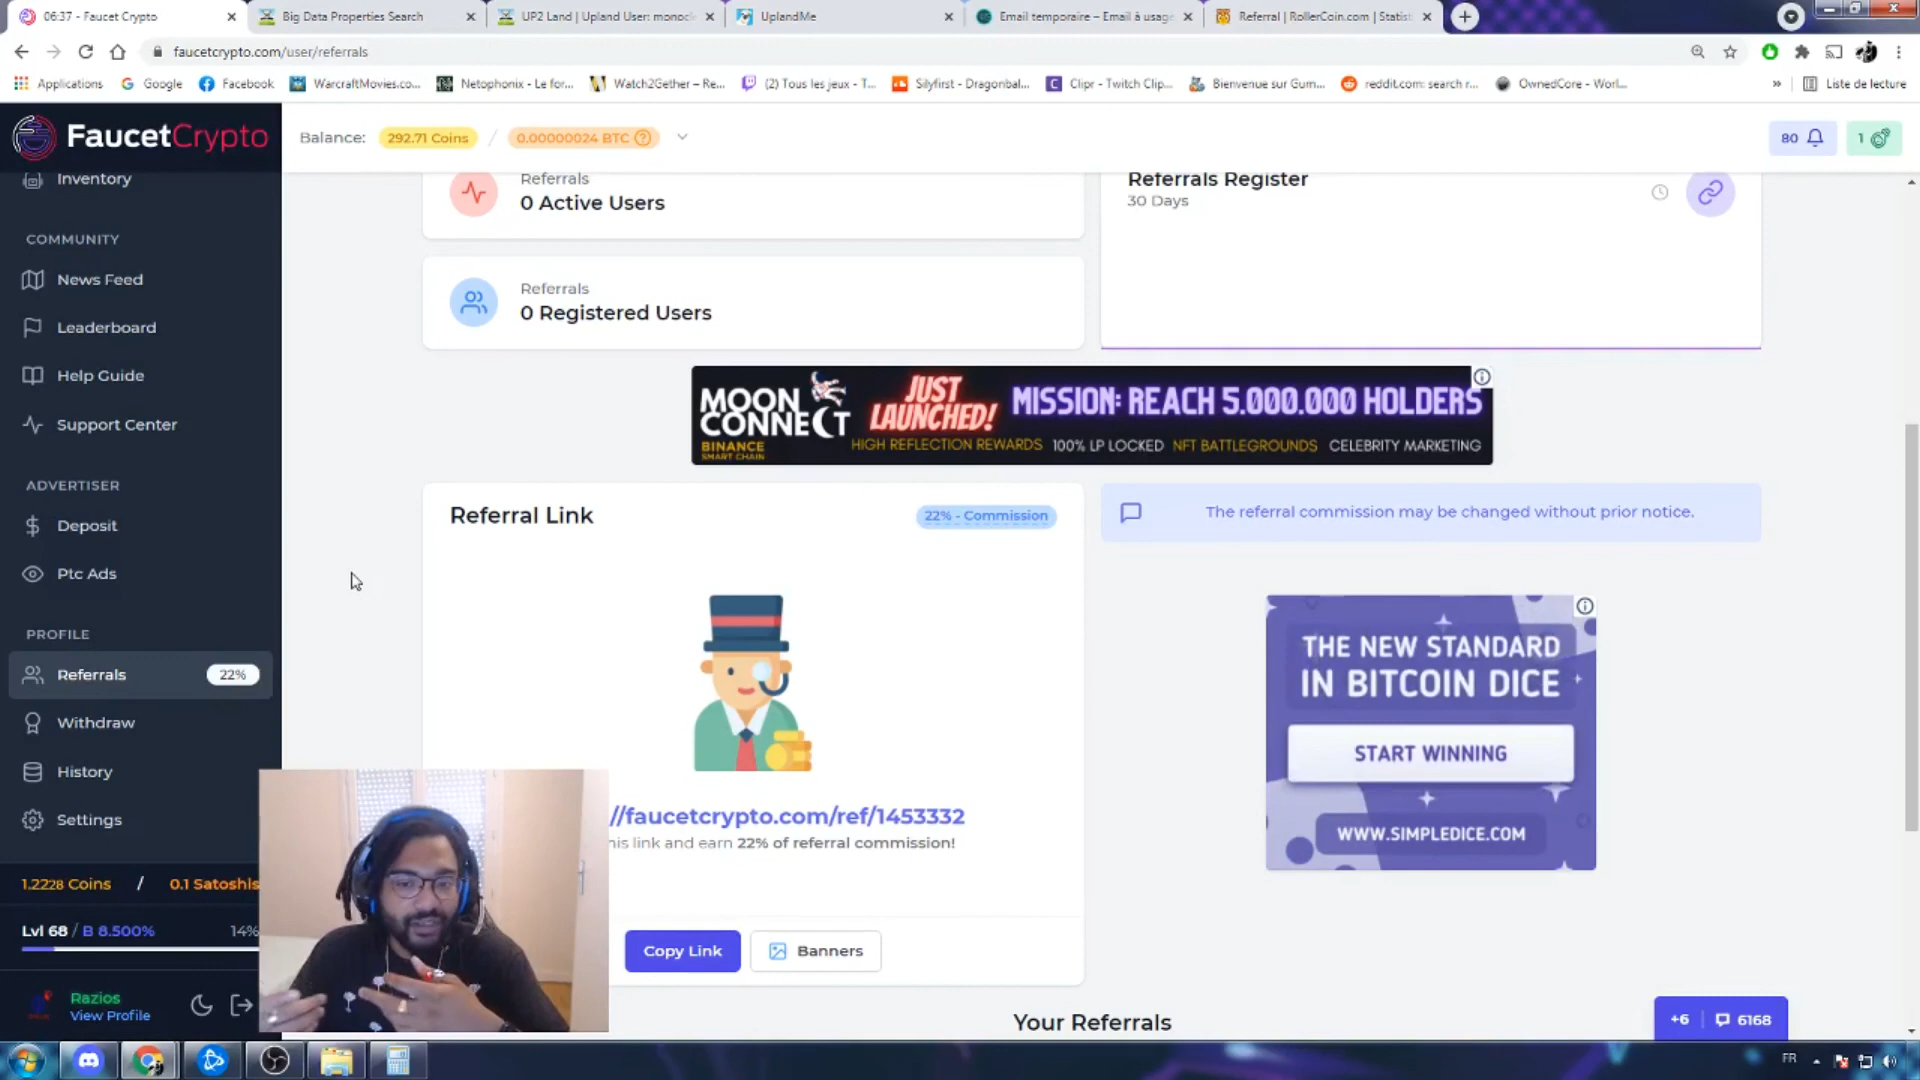 06:37 - Faucet Crypto
Big Data Properties Search
UP2 Land | Upland User: monocl
UplandMe
Email temporaire – Email à usage
Referral | RollerCoin.com | Statist
faucetcrypto.com/user/referrals
Applications
Google
Facebook
WarcraftMovies.co...
Netophonix - Le for...
Watch2Gether – Re...
(2) Tous les jeux - T...
Silyfirst - Dragonbal...
Clipr - Twitch Clip...
Bienvenue sur Gum...
reddit.com: search r...
OwnedCore - Worl...
»
Liste de lecture
FaucetCrypto
Balance:
292.71 Coins
/
0.00000024 BTC
80
1
Inventory
COMMUNITY
News Feed
Leaderboard
Help Guide
Support Center
ADVERTISER
Deposit
Ptc Ads
PROFILE
Referrals
22%
Withdraw
History
Settings
1.2228 Coins / 0.1 Satoshis
Lvl 68 / B 8.500%
14%
Razios
View Profile
Referrals
0 Active Users
Referrals
0 Registered Users
Referrals Register
30 Days
MOON CONNECT
BINANCE
SMART CHAIN
JUST LAUNCHED!
MISSION: REACH 5.000.000 HOLDERS
HIGH REFLECTION REWARDS 100% LP LOCKED NFT BATTLEGROUNDS CELEBRITY MARKETING
Referral Link
22% - Commission
//faucetcrypto.com/ref/1453332
his link and earn 22% of referral commission!
Copy Link
Banners
The referral commission may be changed without prior notice.
THE NEW STANDARD
IN BITCOIN DICE
START WINNING
WWW.SIMPLEDICE.COM
Your Referrals
+6
6168
FR